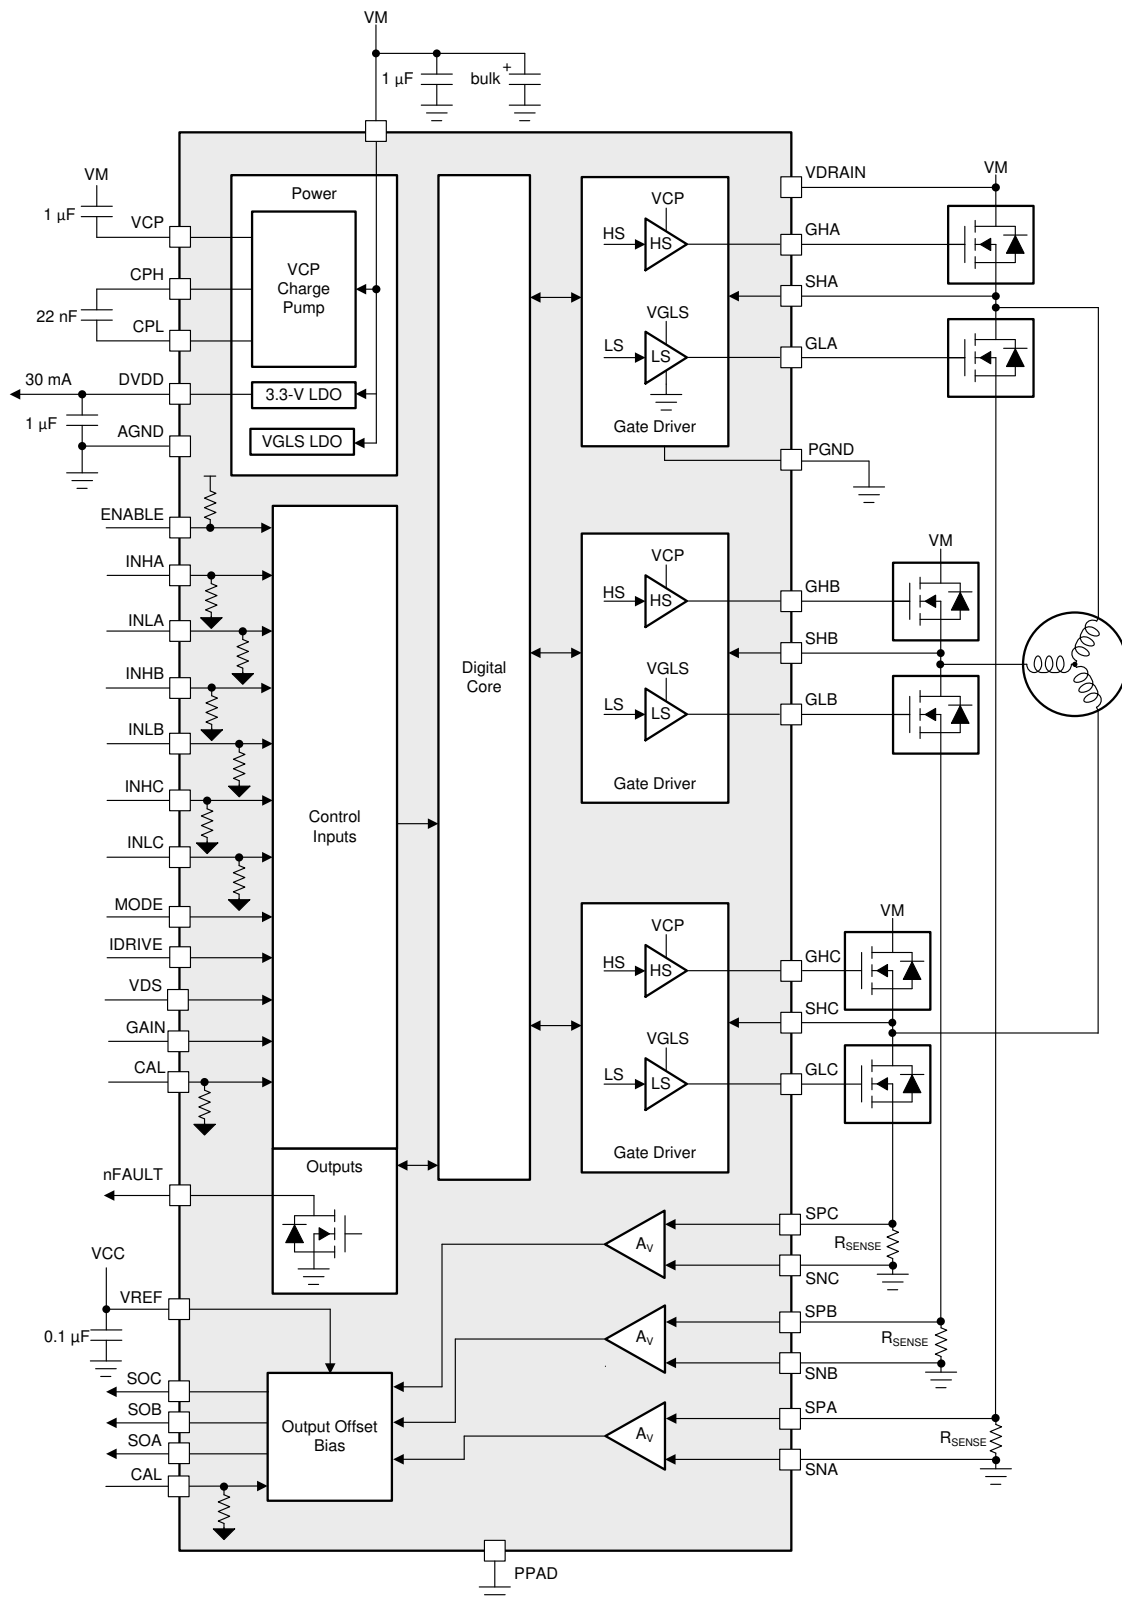 VM
1 µF
bulk
+
VM
1 µF
VCP
CPH
22 nF
CPL
30 mA
DVDD
1 µF
AGND
Power
VCP
Charge
Pump
3.3-V LDO
VGLS LDO
ENABLE
INHA
INLA
INHB
INLB
INHC
INLC
MODE
IDRIVE
VDS
GAIN
CAL
Control
Inputs
nFAULT
Outputs
VCC
VREF
0.1 µF
SOC
SOB
SOA
CAL
Output Offset
Bias
Digital
Core
VCP
HS
HS
VGLS
LS
LS
Gate Driver
VCP
HS
HS
VGLS
LS
LS
Gate Driver
VCP
HS
HS
VGLS
LS
LS
Gate Driver
VDRAIN
VM
GHA
SHA
GLA
PGND
VM
GHB
SHB
GLB
VM
GHC
SHC
GLC
AV
SPC
RSENSE
SNC
AV
SPB
RSENSE
SNB
AV
SPA
RSENSE
SNA
PPAD